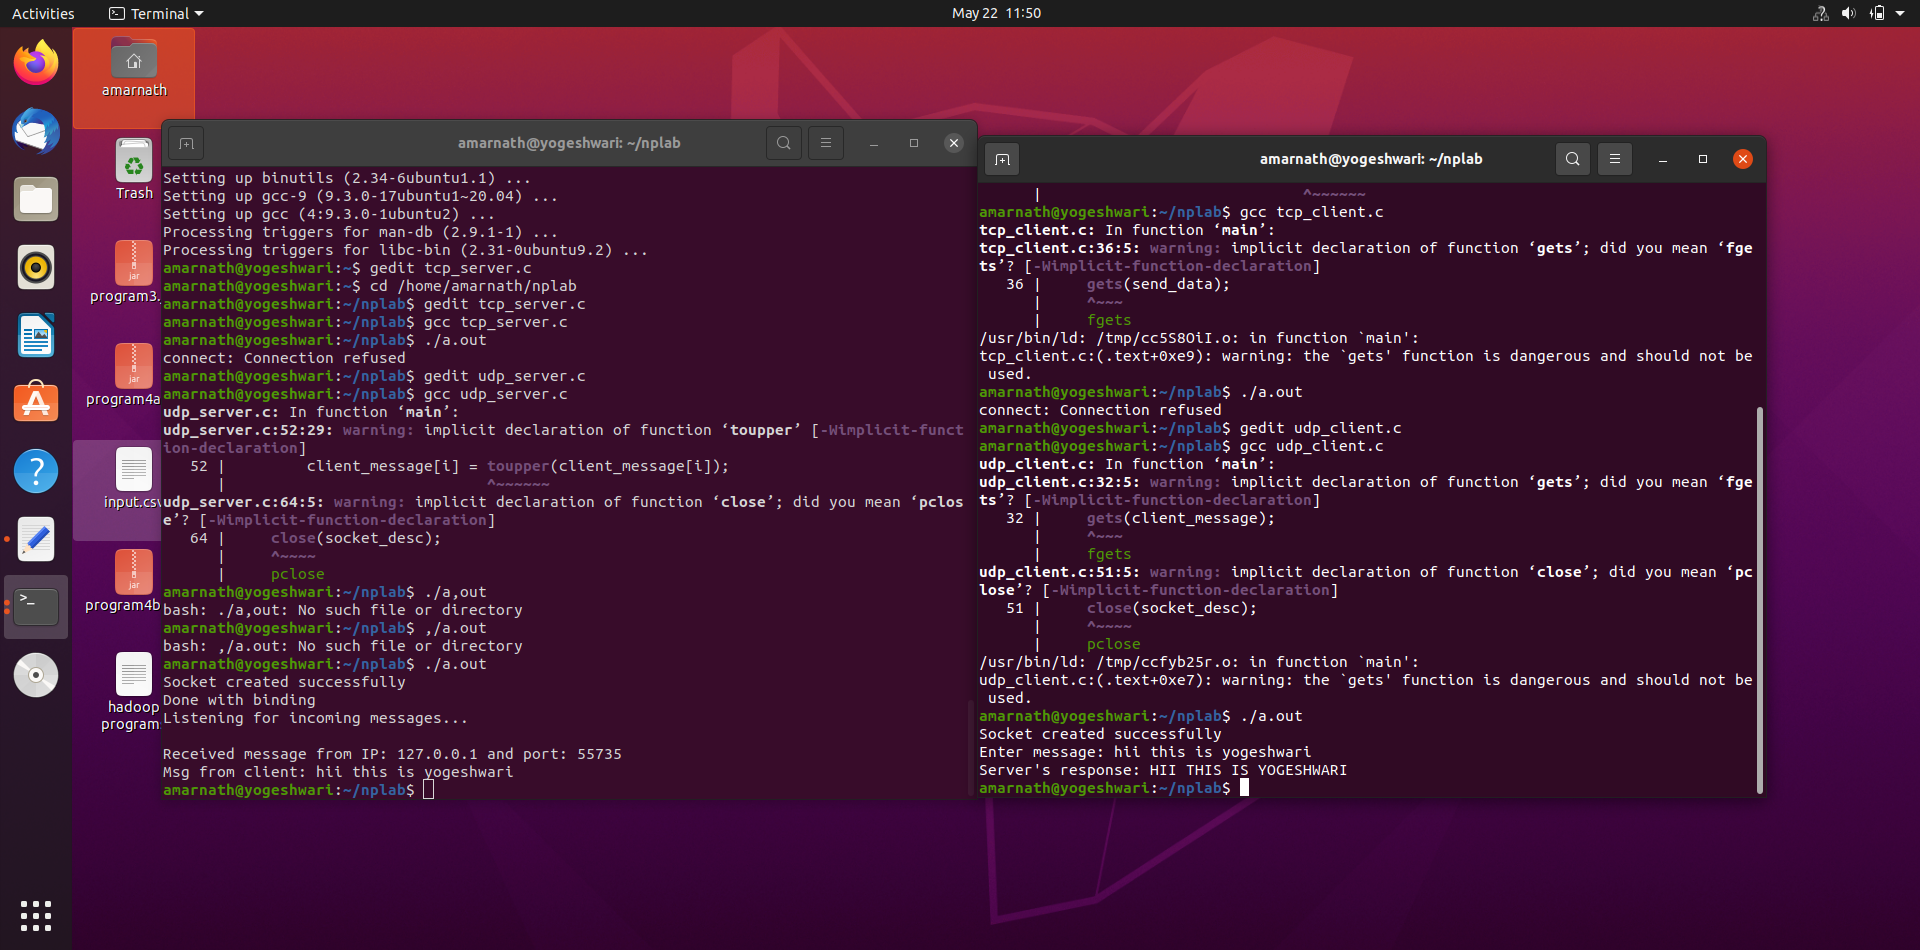 Activities
Terminal
May 22 11:50
amarnath
Trash
jar
program3.
jar
program4a
input.csv
jar
program4b
hadoop
program
amarnath@yogeshwari: ~/nplab
Setting up binutils (2.34-6ubuntu1.1) ...
Setting up gcc-9 (9.3.0-17ubuntu1~20.04) ...
Setting up gcc (4:9.3.0-1ubuntu2) ...
Processing triggers for man-db (2.9.1-1) ...
Processing triggers for libc-bin (2.31-0ubuntu9.2) ...
amarnath@yogeshwari:~$ gedit tcp_server.c
amarnath@yogeshwari:~$ cd /home/amarnath/nplab
amarnath@yogeshwari:~/nplab$ gedit tcp_server.c
amarnath@yogeshwari:~/nplab$ gcc tcp_server.c
amarnath@yogeshwari:~/nplab$ ./a.out
connect: Connection refused
amarnath@yogeshwari:~/nplab$ gedit udp_server.c
amarnath@yogeshwari:~/nplab$ gcc udp_server.c
udp_server.c: In function ‘main’:
udp_server.c:52:29: warning: implicit declaration of function ‘toupper’ [-Wimplicit-funct
ion-declaration]
   52 |         client_message[i] = toupper(client_message[i]);
      |                             ^~~~~~~
udp_server.c:64:5: warning: implicit declaration of function ‘close’; did you mean ‘pclos
e’? [-Wimplicit-function-declaration]
   64 |     close(socket_desc);
      |     ^~~~~
      |     pclose
amarnath@yogeshwari:~/nplab$ ./a,out
bash: ./a,out: No such file or directory
amarnath@yogeshwari:~/nplab$ ,/a.out
bash: ,/a.out: No such file or directory
amarnath@yogeshwari:~/nplab$ ./a.out
Socket created successfully
Done with binding
Listening for incoming messages...
Received message from IP: 127.0.0.1 and port: 55735
Msg from client: hii this is yogeshwari
amarnath@yogeshwari:~/nplab$
amarnath@yogeshwari: ~/nplab
      |                             ^~~~~~~
amarnath@yogeshwari:~/nplab$ gcc tcp_client.c
tcp_client.c: In function ‘main’:
tcp_client.c:36:5: warning: implicit declaration of function ‘gets’; did you mean ‘fge
ts’? [-Wimplicit-function-declaration]
   36 |     gets(send_data);
      |     ^~~~
      |     fgets
/usr/bin/ld: /tmp/cc5S8OiI.o: in function `main':
tcp_client.c:(.text+0xe9): warning: the `gets' function is dangerous and should not be
 used.
amarnath@yogeshwari:~/nplab$ ./a.out
connect: Connection refused
amarnath@yogeshwari:~/nplab$ gedit udp_client.c
amarnath@yogeshwari:~/nplab$ gcc udp_client.c
udp_client.c: In function ‘main’:
udp_client.c:32:5: warning: implicit declaration of function ‘gets’; did you mean ‘fge
ts’? [-Wimplicit-function-declaration]
   32 |     gets(client_message);
      |     ^~~~
      |     fgets
udp_client.c:51:5: warning: implicit declaration of function ‘close’; did you mean ‘pc
lose’? [-Wimplicit-function-declaration]
   51 |     close(socket_desc);
      |     ^~~~~
      |     pclose
/usr/bin/ld: /tmp/ccfyb25r.o: in function `main':
udp_client.c:(.text+0xe7): warning: the `gets' function is dangerous and should not be
 used.
amarnath@yogeshwari:~/nplab$ ./a.out
Socket created successfully
Enter message: hii this is yogeshwari
Server's response: HII THIS IS YOGESHWARI
amarnath@yogeshwari:~/nplab$